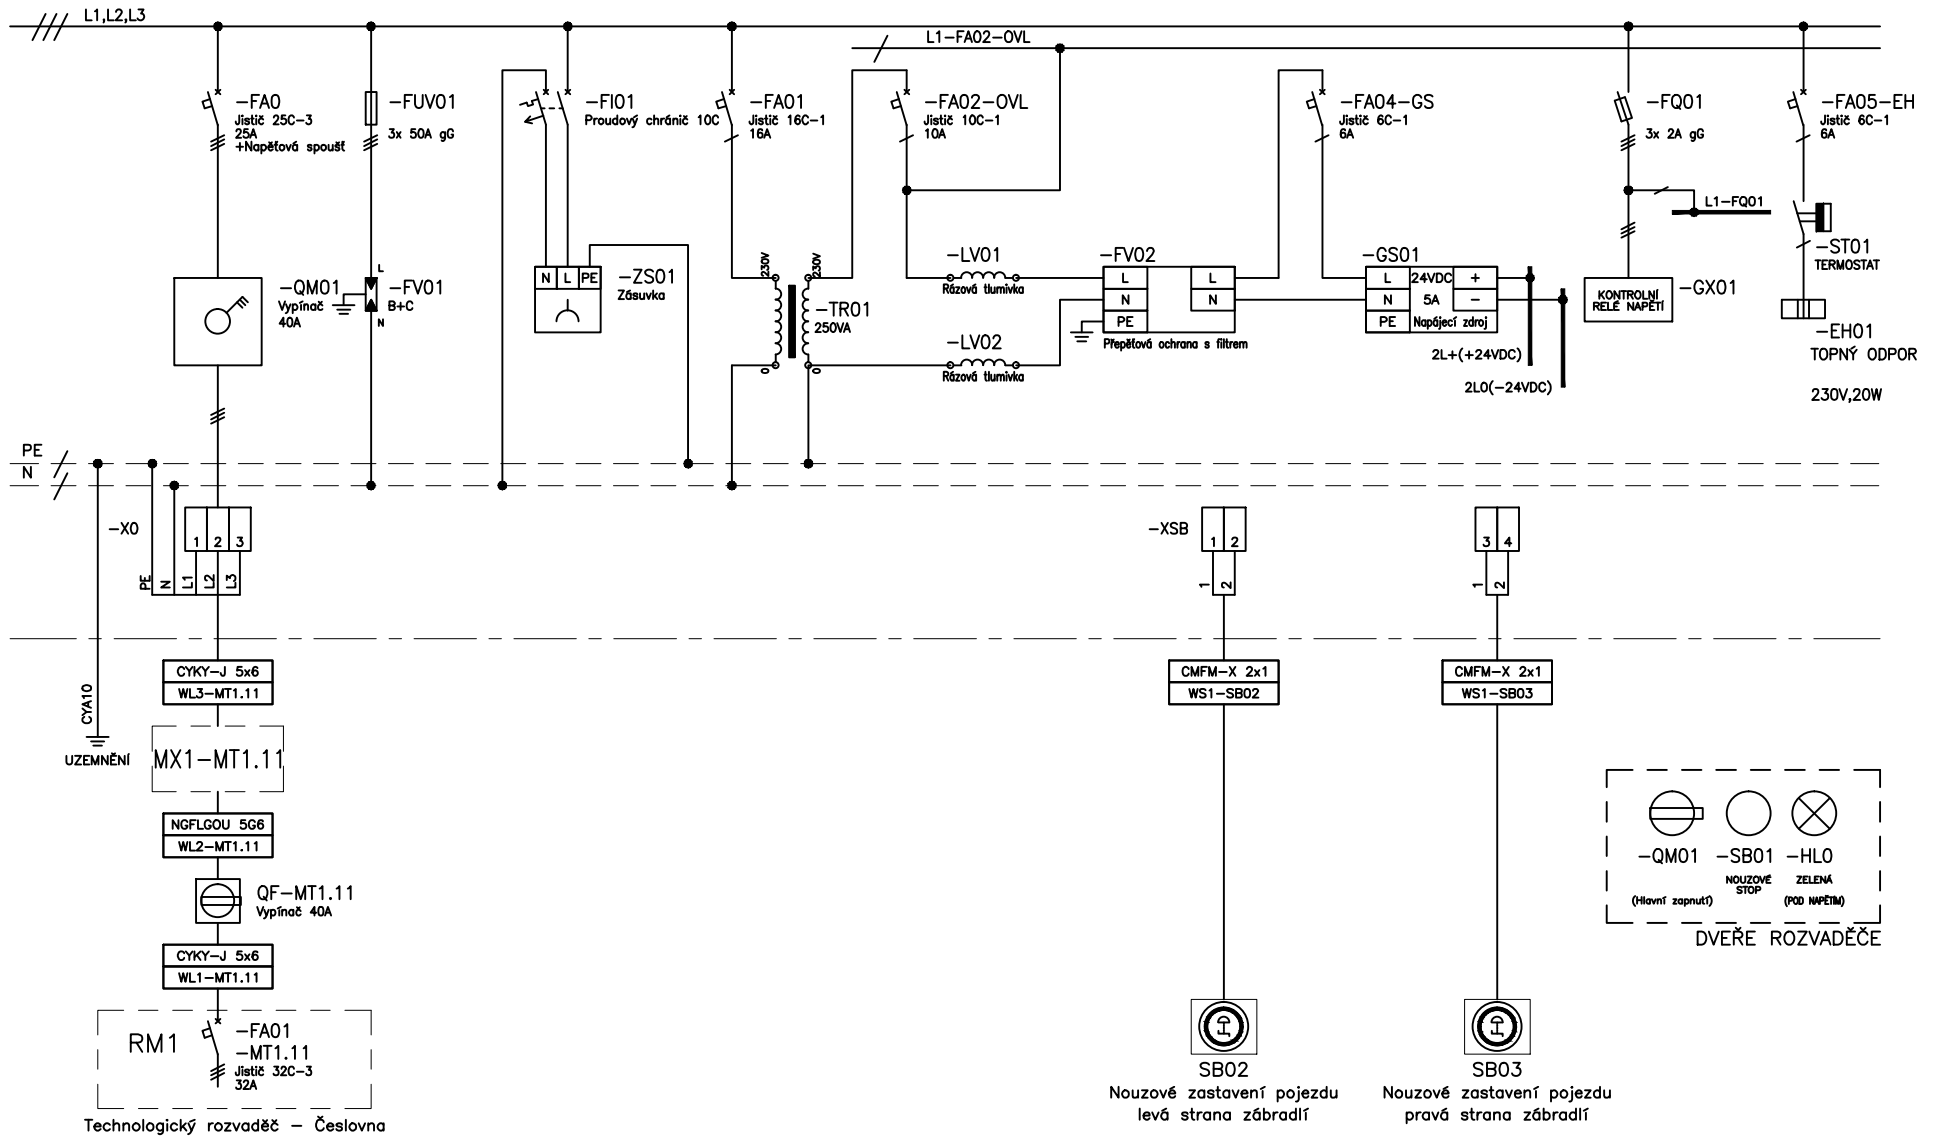 L1,L2,L3
L1-FA02-OVL
-FA0
Jistič 25C-3
25A
+Napěťová spoušť
-FUV01
3x 50A gG
-FI01
Proudový chránič 10C
-FA01
Jistič 16C-1
16A
-FA02-OVL
Jistič 10C-1
10A
-FA04-GS
Jistič 6C-1
6A
-FQ01
3x 2A gG
-FA05-EH
Jistič 6C-1
6A
L1-FQ01
-QM01
Vypínač
40A
L
-FV01
B+C
N
N L PE
-ZS01
Zásuvka
230V
230V
-TR01
250VA
0
0
-LV01
Rázová tlumivka
-LV02
Rázová tlumivka
-FV02
L
N
PE
L
N
Přepěťová ochrana s filtrem
-GS01
L 24VDC +
N 5A -
PE Napájecí zdroj
2L+(+24VDC)
2L0(-24VDC)
KONTROLNÍ
RELÉ NAPĚTÍ
-GX01
-ST01
TERMOSTAT
-EH01
TOPNÝ ODPOR
230V,20W
PE
N
-X0
1 2 3
PE
N
L1
L2
L3
-XSB
1 2
1
2
3 4
1
2
CYKY-J 5x6
WL3-MT1.11
CMFM-X 2x1
WS1-SB02
CMFM-X 2x1
WS1-SB03
CYA10
UZEMNĚNÍ
MX1-MT1.11
NGFLGOU 5G6
WL2-MT1.11
QF-MT1.11
Vypínač 40A
CYKY-J 5x6
WL1-MT1.11
RM1
-FA01
-MT1.11
Jistič 32C-3
32A
Technologický rozvaděč - Česlovna
-QM01
(Hlavní zapnutí)
-SB01
NOUZOVÉ
STOP
-HL0
ZELENÁ
(POD NAPĚTÍM)
DVEŘE ROZVADĚČE
SB02
Nouzové zastavení pojezdu
levá strana zábradlí
SB03
Nouzové zastavení pojezdu
pravá strana zábradlí